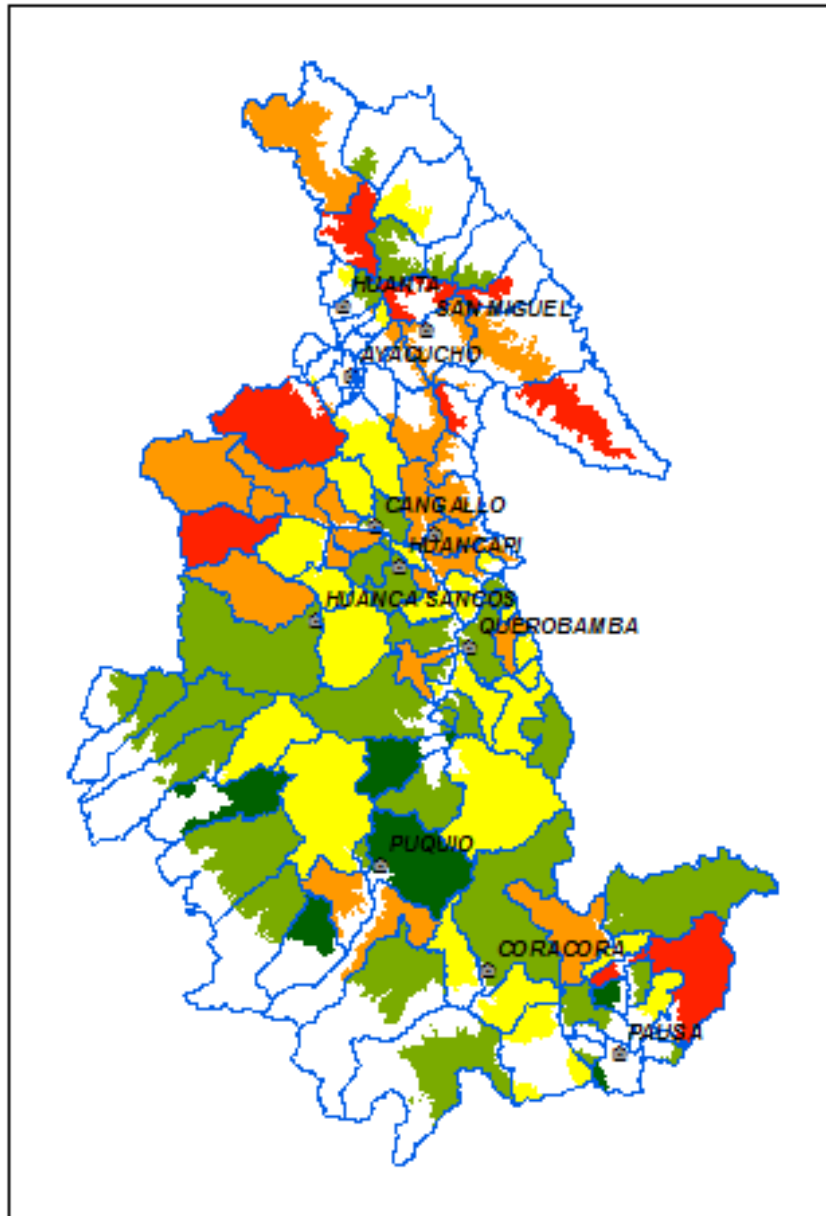 HUANTA
SAN MIGUEL
AYACUCHO
CANGALLO
HUANCAPI
HUANCA SANCOS
QUEROBAMBA
PUQUIO
CORACORA
PAUSA